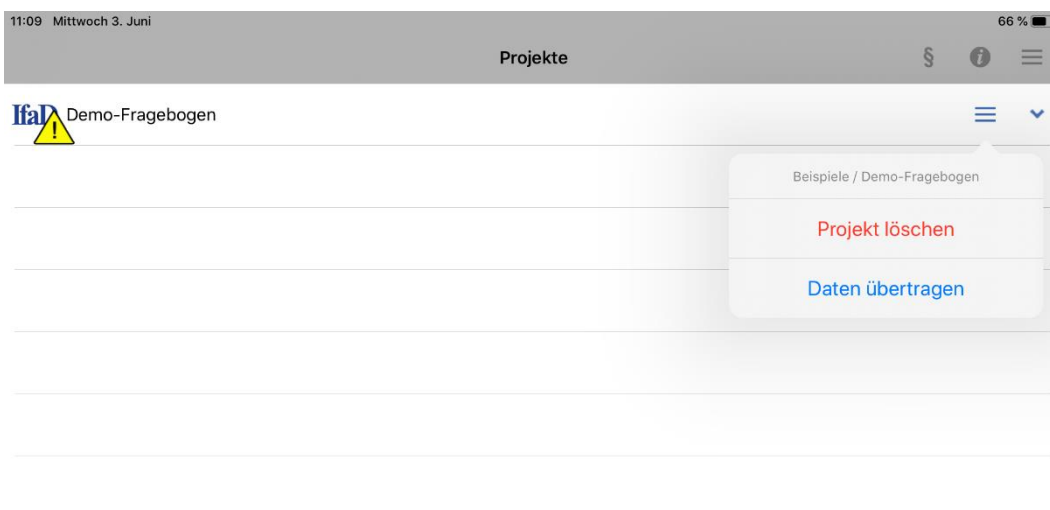 11:09 Mittwoch 3. Juni 66 %
Projekte § i
IfaD ! Demo-Fragebogen
Beispiele / Demo-Fragebogen
Projekt löschen
Daten übertragen